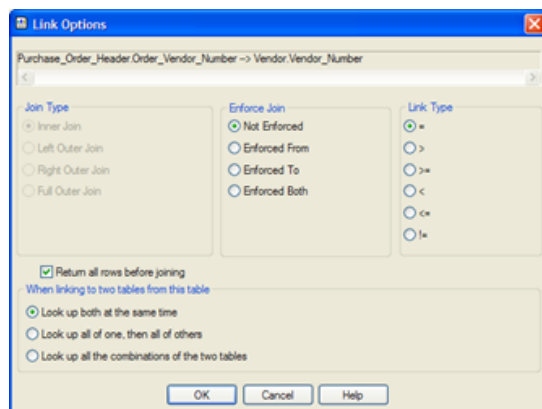 Link Options
Purchase_Order_Header.Order_Vendor_Number --> Vendor.Vendor_Number
Join Type
Inner Join
Left Outer Join
Right Outer Join
Full Outer Join
Enforce Join
Not Enforced
Enforced From
Enforced To
Enforced Both
Link Type
=
>
>=
<
<=
!=
Return all rows before joining
When linking to two tables from this table
Look up both at the same time
Look up all of one, then all of others
Look up all the combinations of the two tables
OK
Cancel
Help